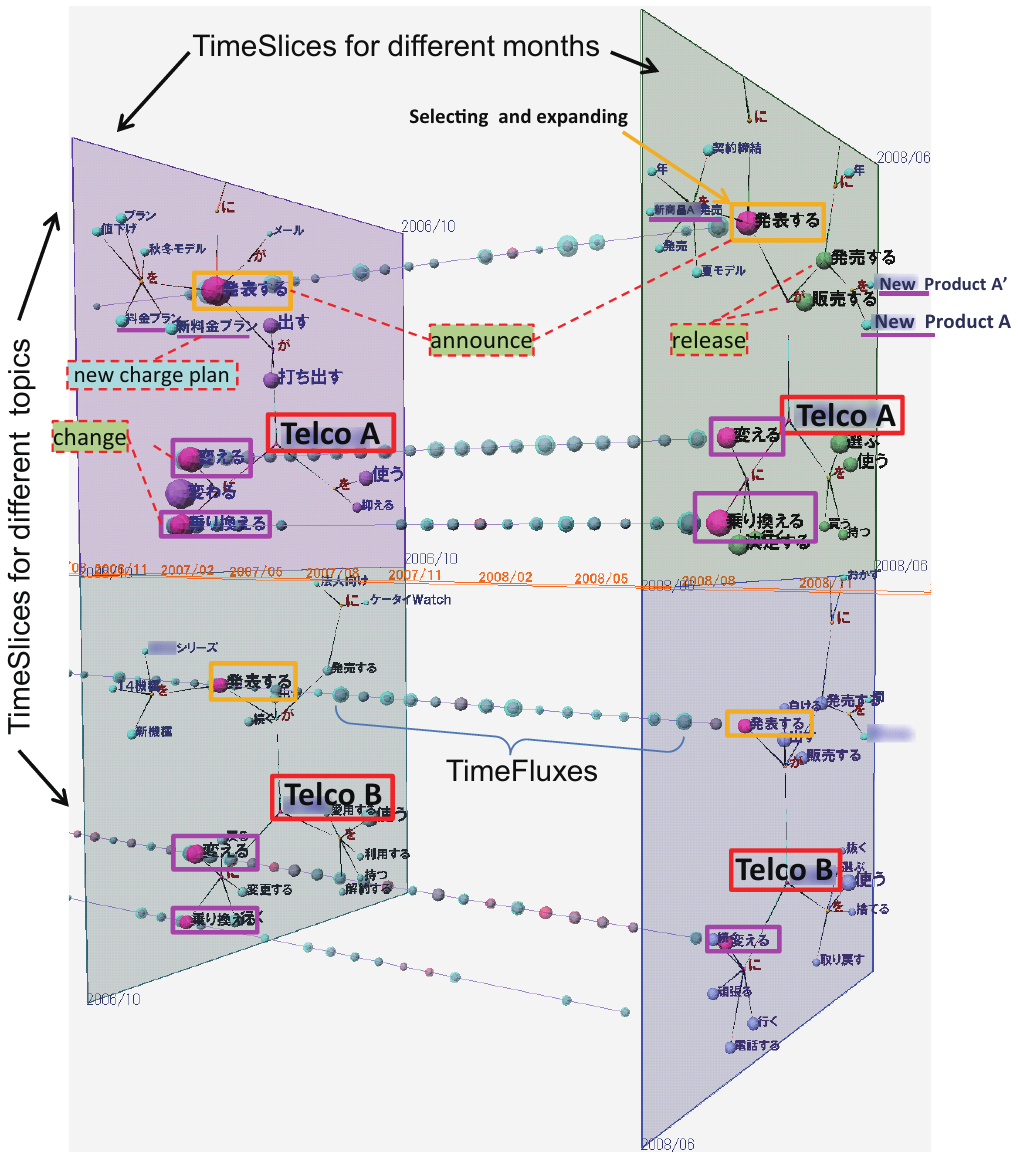 TimeSlices for different months
TimeSlices for different topics
Selecting and expanding
に
2008/06
契約締結
年
に
年
を
新商品A 発売
発表する
発売
夏モデル
発売する
が
販売する
を
New Product A'
New Product A
release
announce
2006/10
に
プラン
値下げ
メール
秋冬モデル
が
を
発表する
料金プラン
新料金プラン
出す
が
打ち出す
new charge plan
change
Telco A
変える
に
変わる
乗り換える
使う
を
抑える
Telco A
変える
選ぶ
使う
に
を
乗り換える
行く
決定する
買う
持つ
2006/10
2008/06
2006/11
2007/02
2007/05
2007/08
2007/11
2008/02
2008/05
2008/06
2008/08
2008/11
おかず
法人向け
に
ケータイWatch
に
シリーズ
発売する
14機種
を
発表する
続く
が
新機種
TimeFluxes
負ける
発売する
を
発表する
出す
が
販売する
Telco B
愛用する
使う
を
変える
に
変更する
利用する
持つ
解約する
乗り換える
行く
2006/10
Telco B
抜く
選ぶ
使う
を
捨てる
変える
に
取り戻す
頑張る
行く
電話する
2008/06